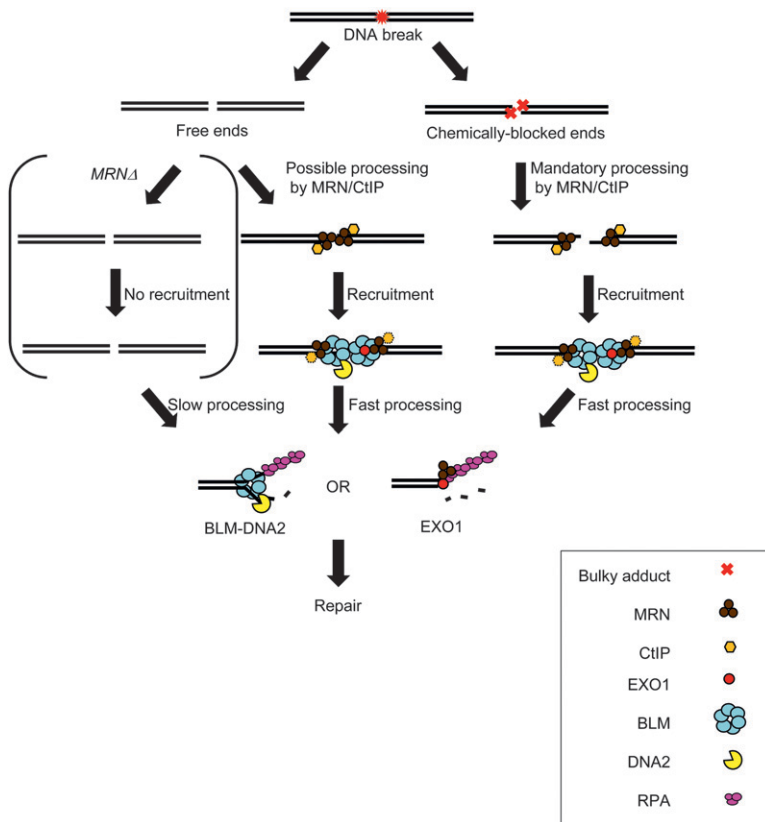 DNA break
Free ends
Chemically-blocked ends
MRNΔ
Possible processing
by MRN/CtIP
Mandatory processing
by MRN/CtIP
No recruitment
Recruitment
Recruitment
Slow processing
Fast processing
Fast processing
OR
BLM-DNA2
EXO1
Repair
Bulky adduct
MRN
CtIP
EXO1
BLM
DNA2
RPA